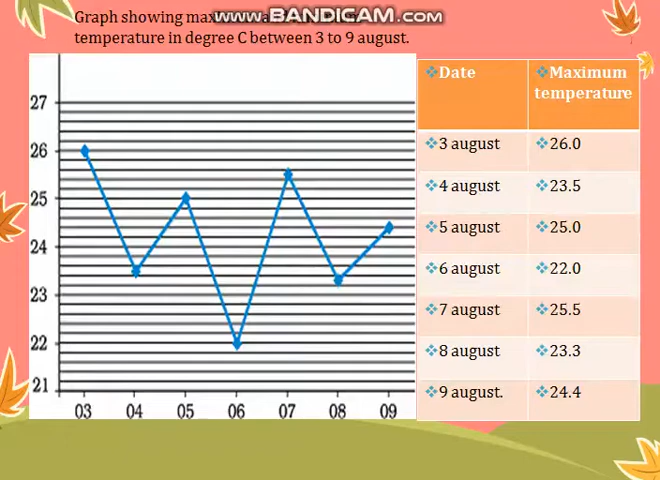 Graph showing
WWW.BANDICAM.COM
temperature in degree C between 3 to 9 august.
27
26
25
24
23
22
21
03 04 05 06 07 08 09
Date Maximum
temperature
3 august 26.0
4 august 23.5
5 august 25.0
6 august 22.0
7 august 25.5
8 august 23.3
9 august. 24.4